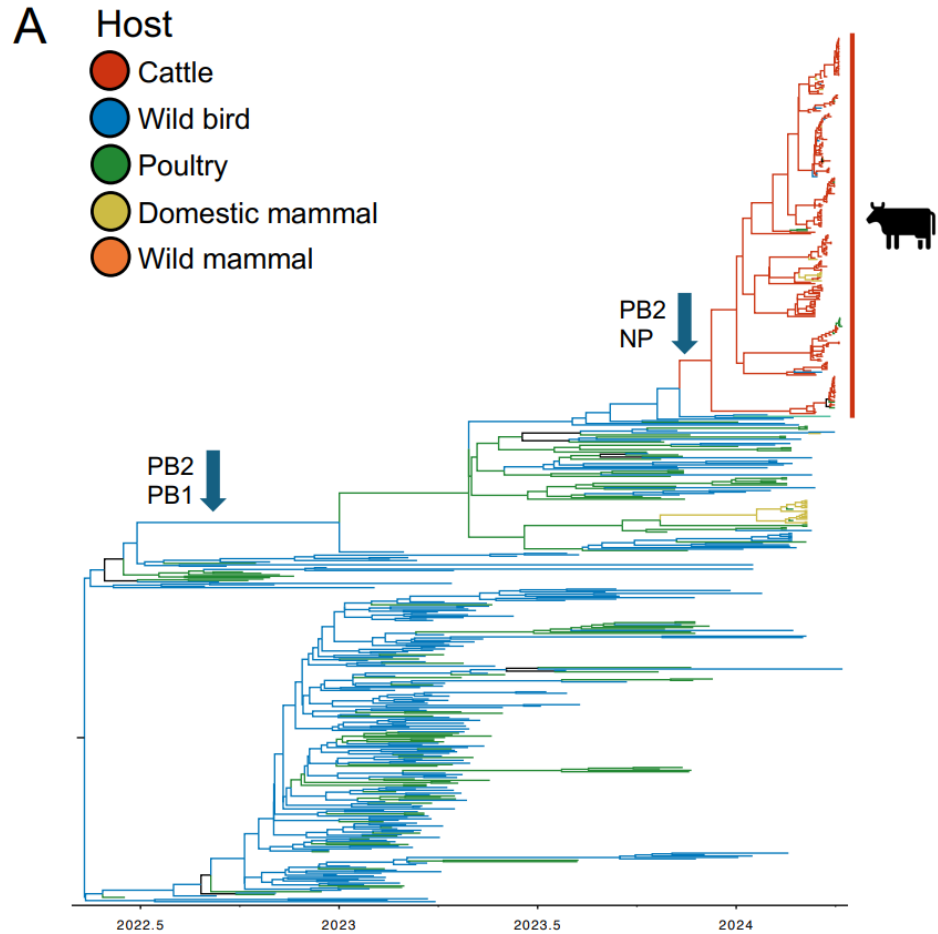 A
Host
Cattle
Wild bird
Poultry
Domestic mammal
Wild mammal
PB2
NP
PB2
PB1
2022.5
2023
2023.5
2024